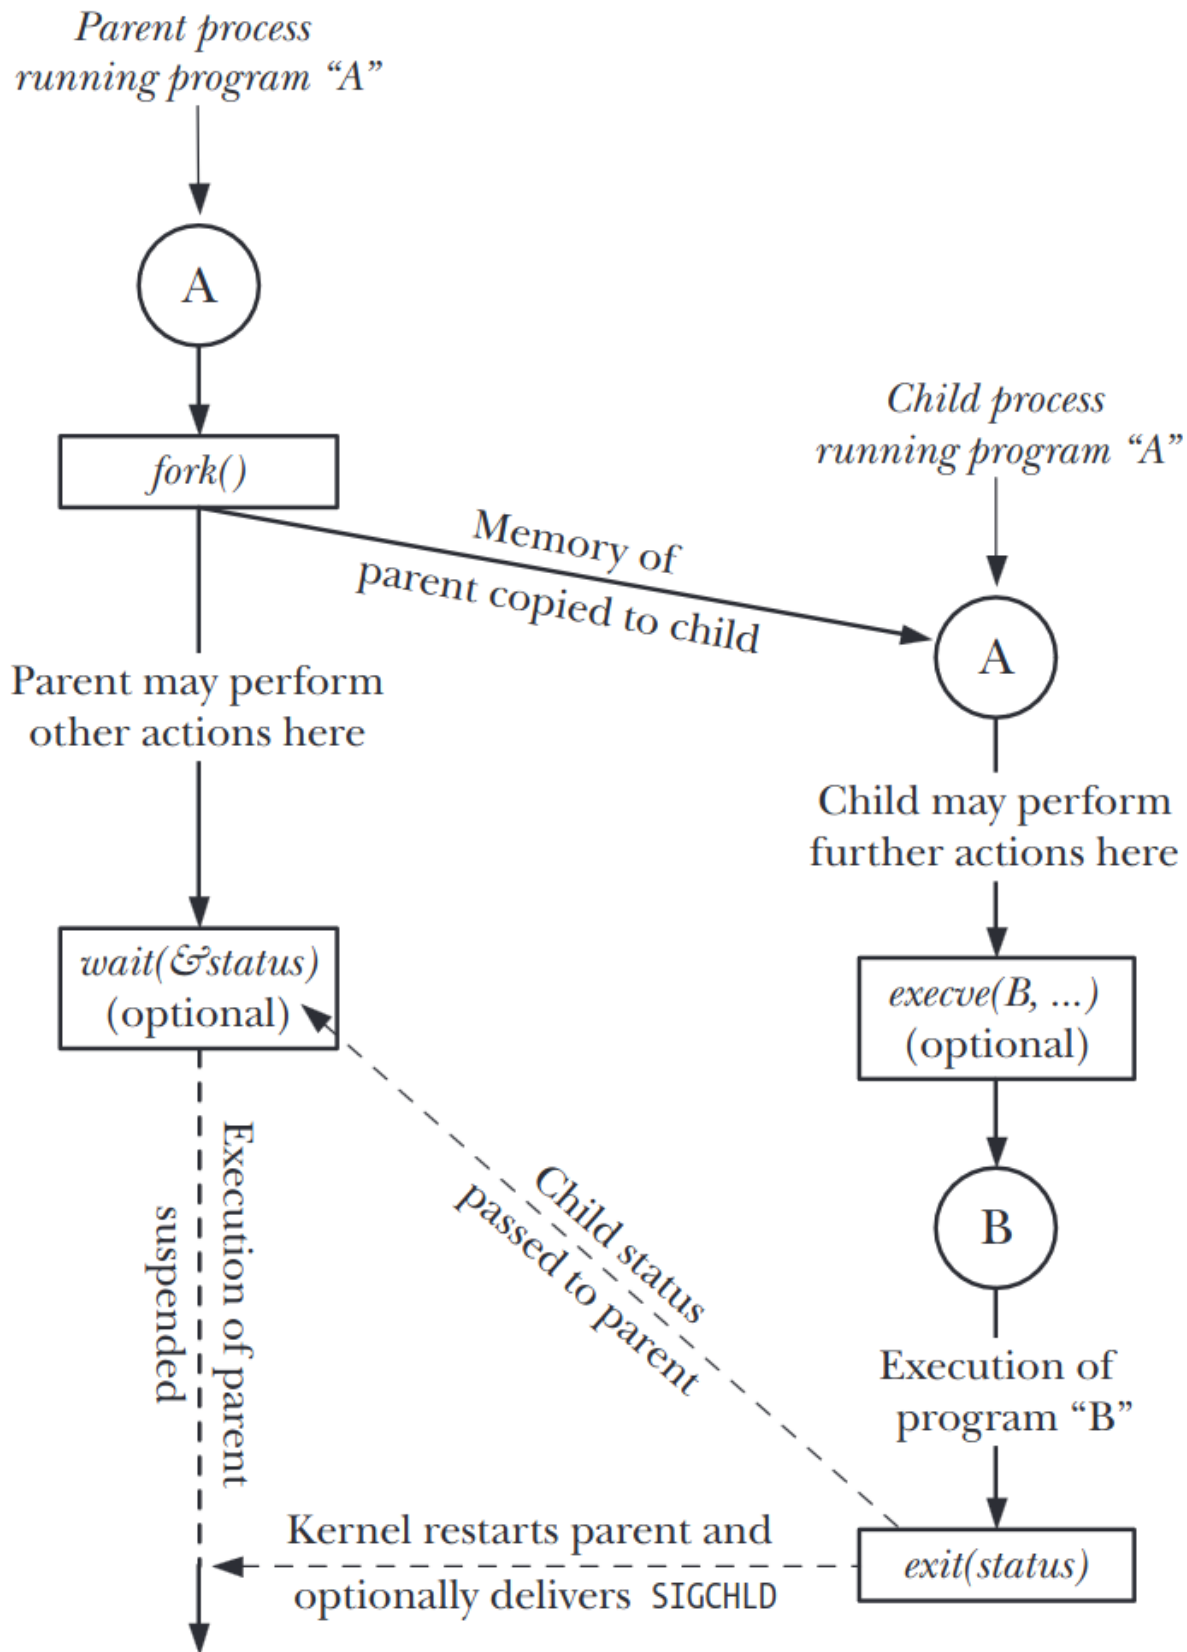 Parent process
running program “A”
A
fork()
Memory of
parent copied to child
Child process
running program “A”
A
Parent may perform
other actions here
Child may perform
further actions here
wait(&status)
(optional)
execve(B, ...)
(optional)
B
Execution of parent
suspended
Child status
passed to parent
Execution of
program “B”
Kernel restarts parent and
optionally delivers SIGCHLD
exit(status)